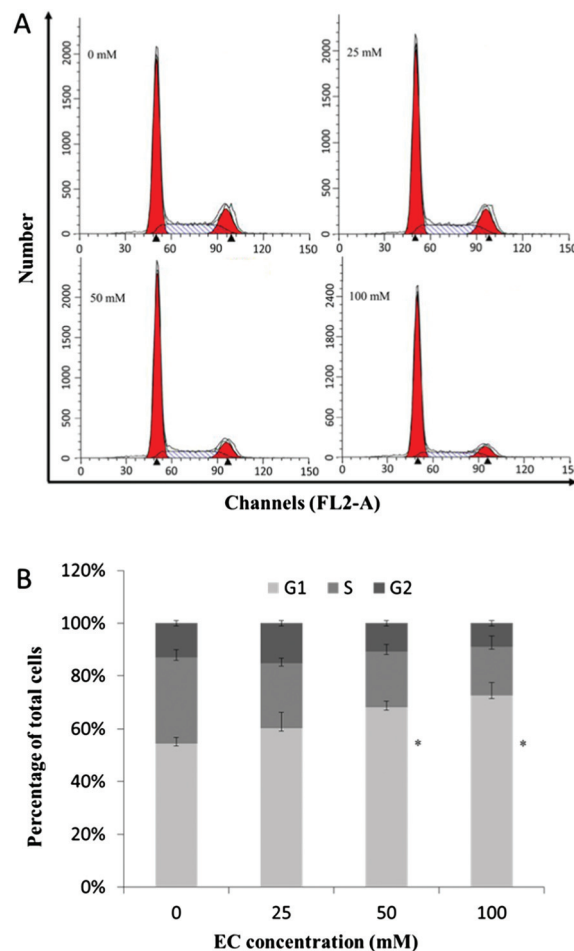 A
0 mM
2000
1500
1000
500
0
0 30 60 90 120 150
25 mM
2000
1500
1000
500
0
0 30 60 90 120 150
50 mM
2000
1500
1000
500
0
0 30 60 90 120 150
100 mM
2400
1800
1200
600
0
0 30 60 90 120 150
Number
Channels (FL2-A)
B
G1 S G2
120%
100%
80%
60%
40%
20%
0%
* *
0 25 50 100
Percentage of total cells
EC concentration (mM)